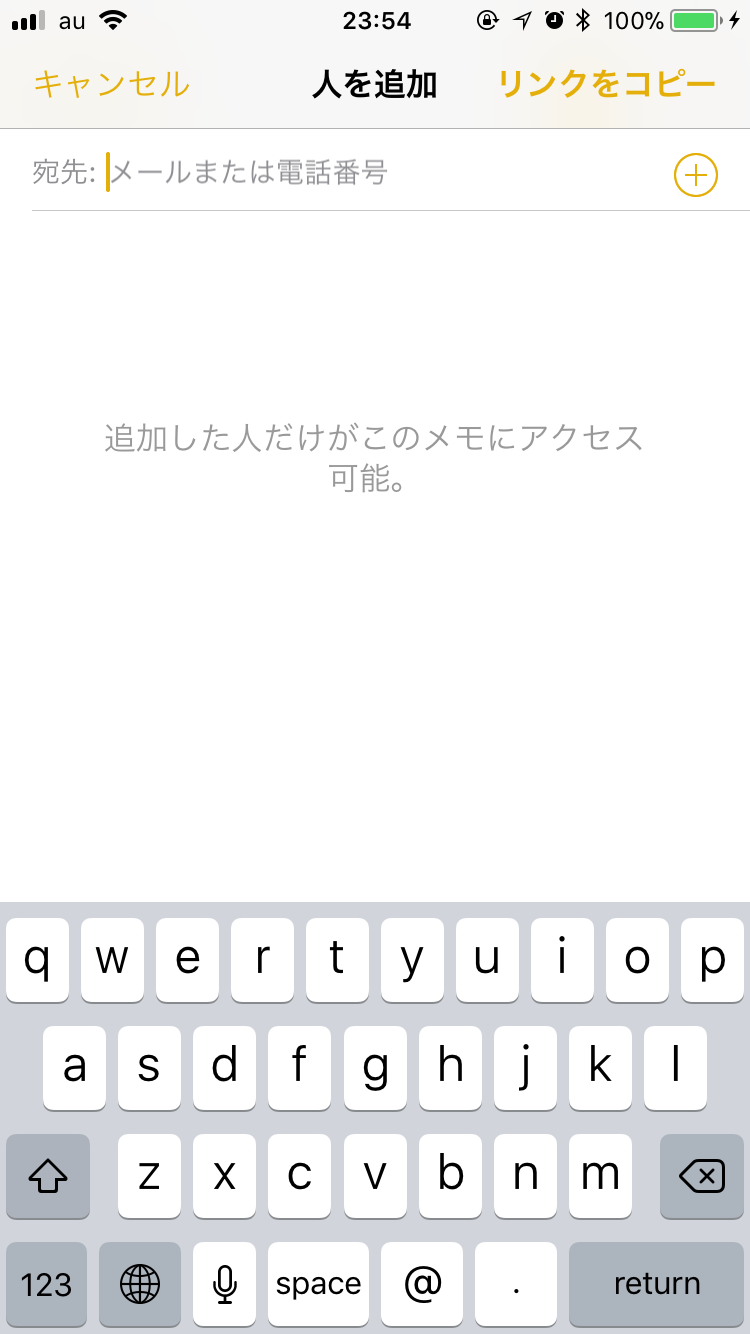 au 23:54 100%
キャンセル 人を追加 リンクをコピー
宛先: メールまたは電話番号
追加した人だけがこのメモにアクセス
可能。
q w e r t y u i o p
a s d f g h j k l
z x c v b n m
123 space @ . return